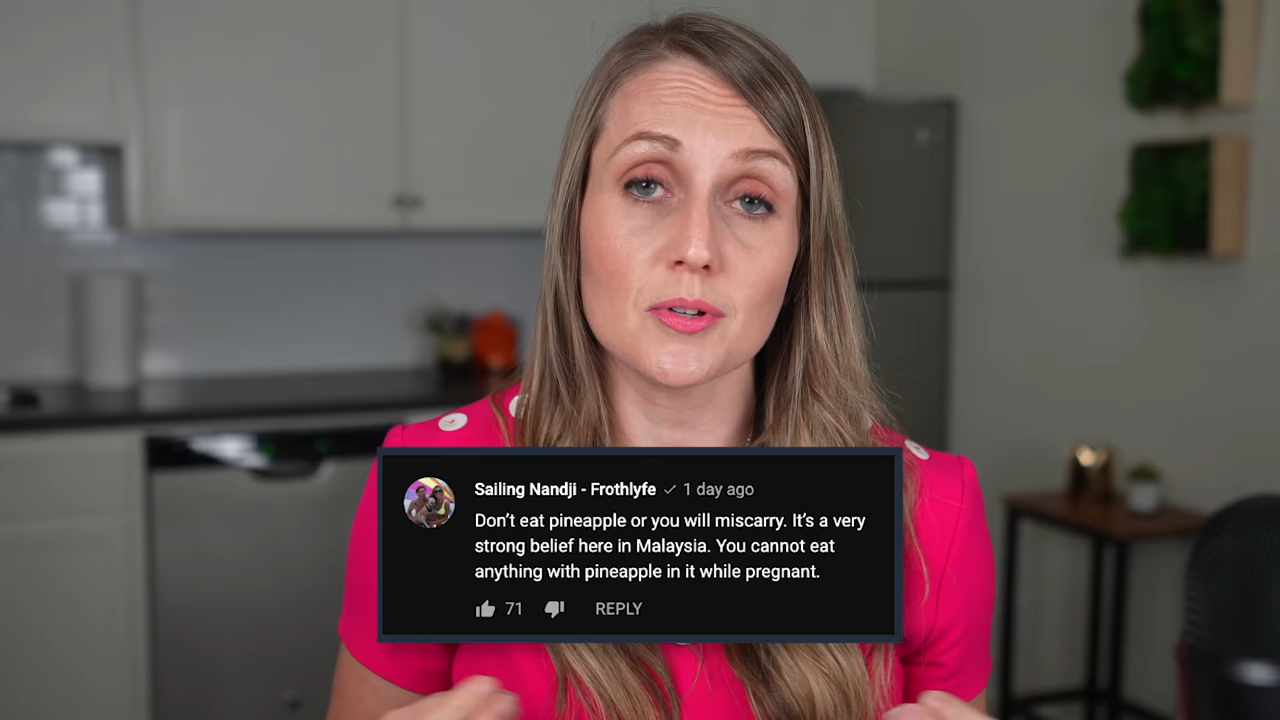 Sailing Nandji - Frothlyfe ✓ 1 day ago
Don’t eat pineapple or you will miscarry. It’s a very
strong belief here in Malaysia. You cannot eat
anything with pineapple in it while pregnant.
71 REPLY